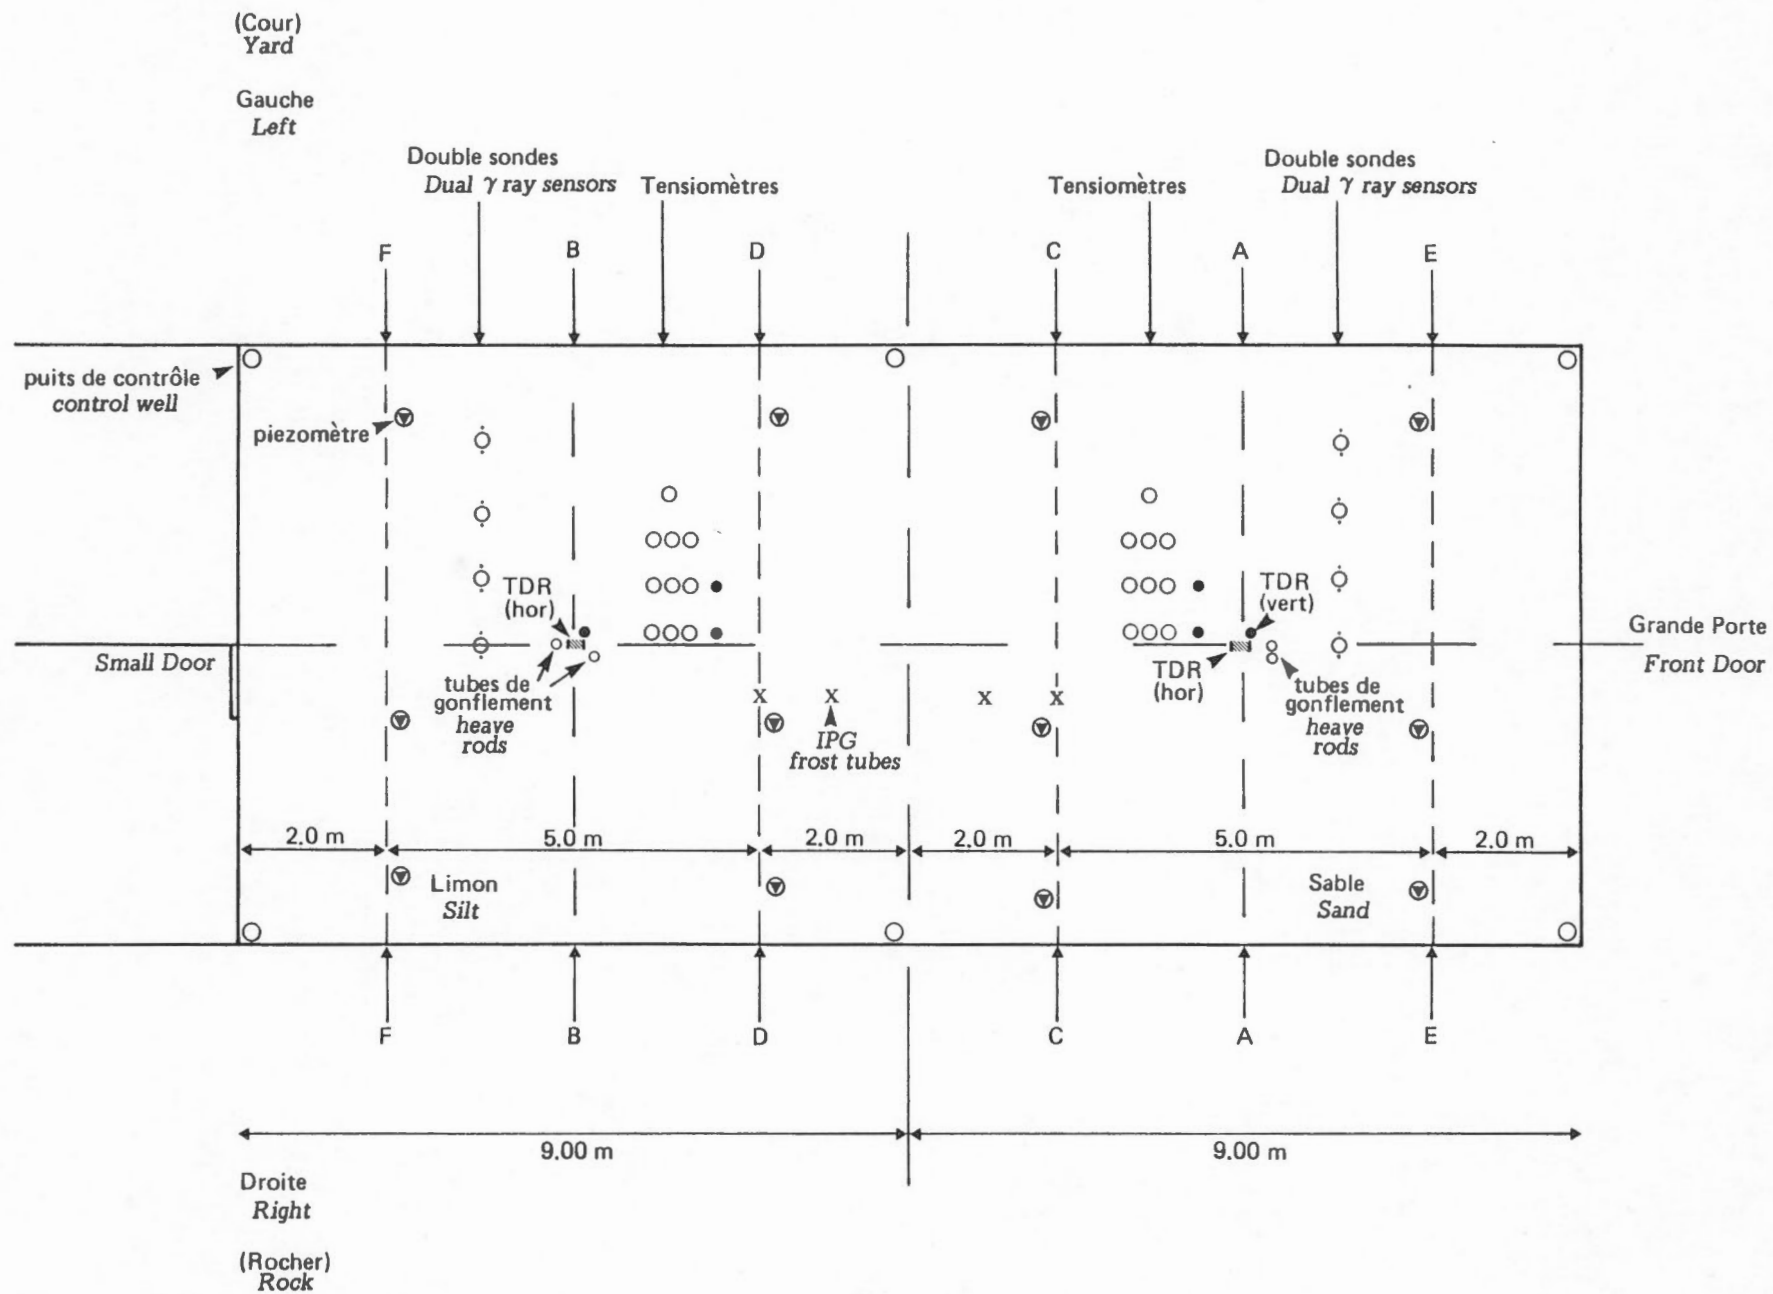 (Cour)
Yard
Gauche
Left
Double sondes
Dual γ ray sensors
Tensiomètres
Tensiomètres
Double sondes
Dual γ ray sensors
F
B
D
C
A
E
puits de contrôle
control well
piezomètre
TDR
(hor)
TDR
(vert)
Grande Porte
Front Door
Small Door
TDR
(hor)
tubes de
gonflement
heave
rods
x
x
x
x
tubes de
gonflement
heave
rods
IPG
frost tubes
2.0 m
5.0 m
2.0 m
2.0 m
5.0 m
2.0 m
Limon
Silt
Sable
Sand
F
B
D
C
A
E
9.00 m
9.00 m
Droite
Right
(Rocher)
Rock